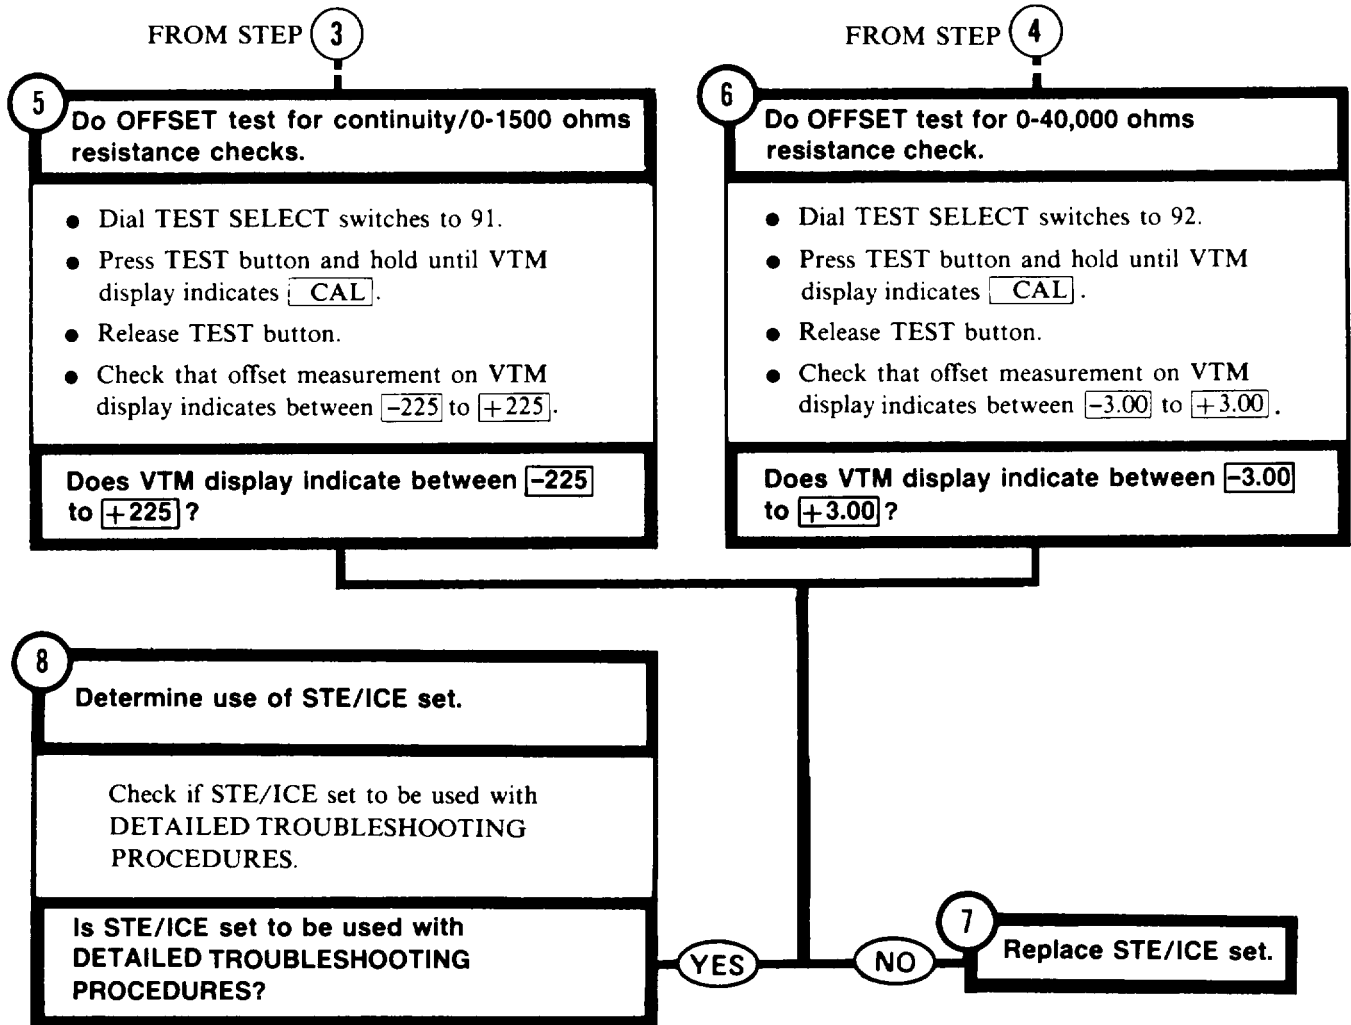 FROM STEP 3
5
Do OFFSET test for continuity/0-1500 ohms
resistance checks.
● Dial TEST SELECT switches to 91.
● Press TEST button and hold until VTM
display indicates CAL.
● Release TEST button.
● Check that offset measurement on VTM
display indicates between -225 to +225.
Does VTM display indicate between -225
to +225?
FROM STEP 4
6
Do OFFSET test for 0-40,000 ohms
resistance check.
● Dial TEST SELECT switches to 92.
● Press TEST button and hold until VTM
display indicates CAL.
● Release TEST button.
● Check that offset measurement on VTM
display indicates between -3.00 to +3.00.
Does VTM display indicate between -3.00
to +3.00?
8
Determine use of STE/ICE set.
Check if STE/ICE set to be used with
DETAILED TROUBLESHOOTING
PROCEDURES.
Is STE/ICE set to be used with
DETAILED TROUBLESHOOTING
PROCEDURES?
YES
NO
7
Replace STE/ICE set.